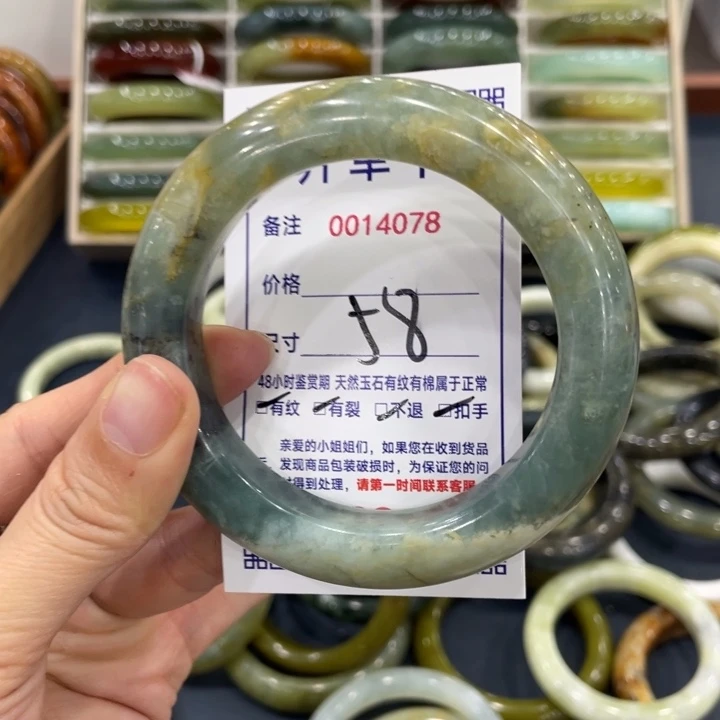 备注 0014078
价格
尺寸 58
48小时鉴赏期 天然玉石有纹有棉属于正常
□有纹 □有裂 □不退 □扣手
亲爱的小姐姐们，如果您在收到货品
发现商品包装破损时，为保证您的问
得到处理，请第一时间联系客服